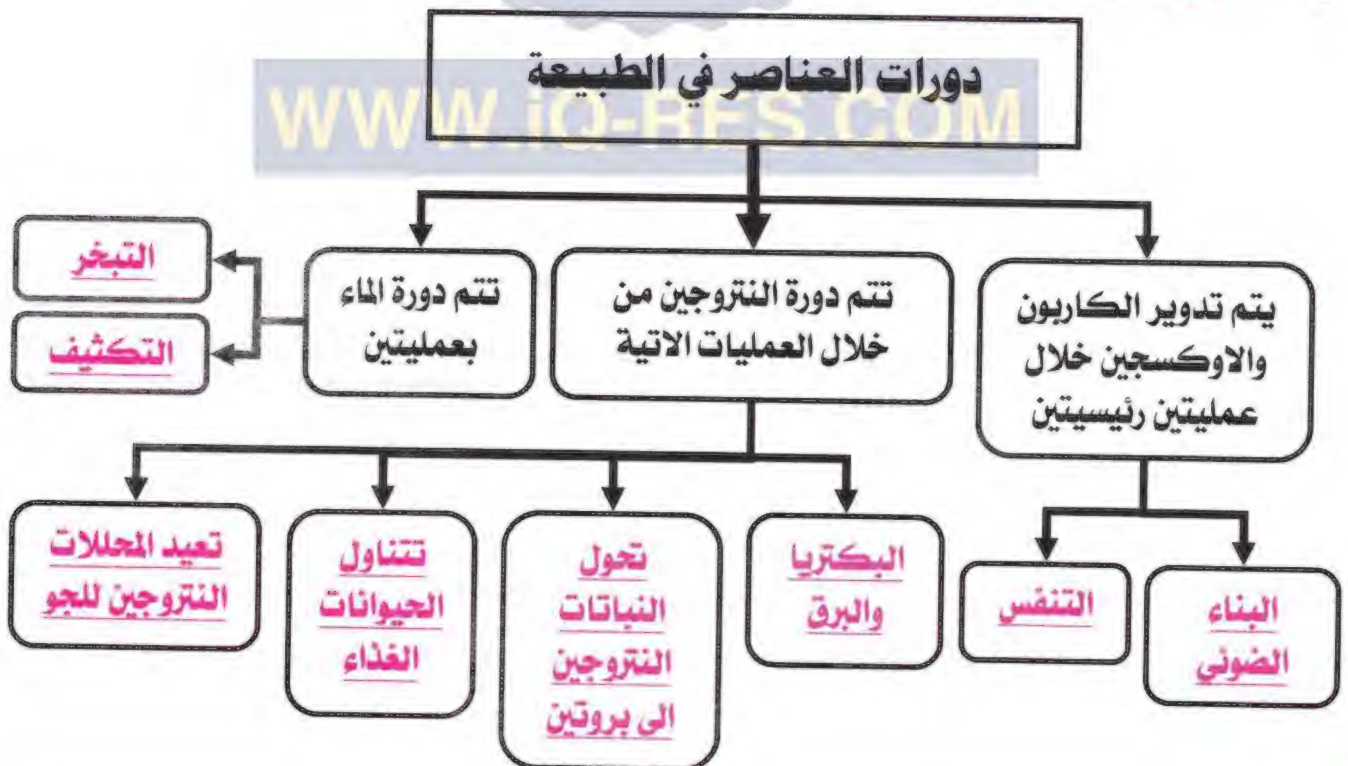 دورات العناصر في الطبيعة
WWW.iQ-RES.COM
يتم تدوير الكاربون
والاوكسجين خلال
عمليتين رئيسيتين
تتم دورة النتروجين من
خلال العمليات الاتية
تتم دورة الماء
بعمليتين
التبخر
التكثيف
البناء
الضوئي
التنفس
البكتريا
والبرق
تحول
النباتات
النتروجين
الى بروتين
تتناول
الحيوانات
الغذاء
تعيد المحللات
النتروجين للجو